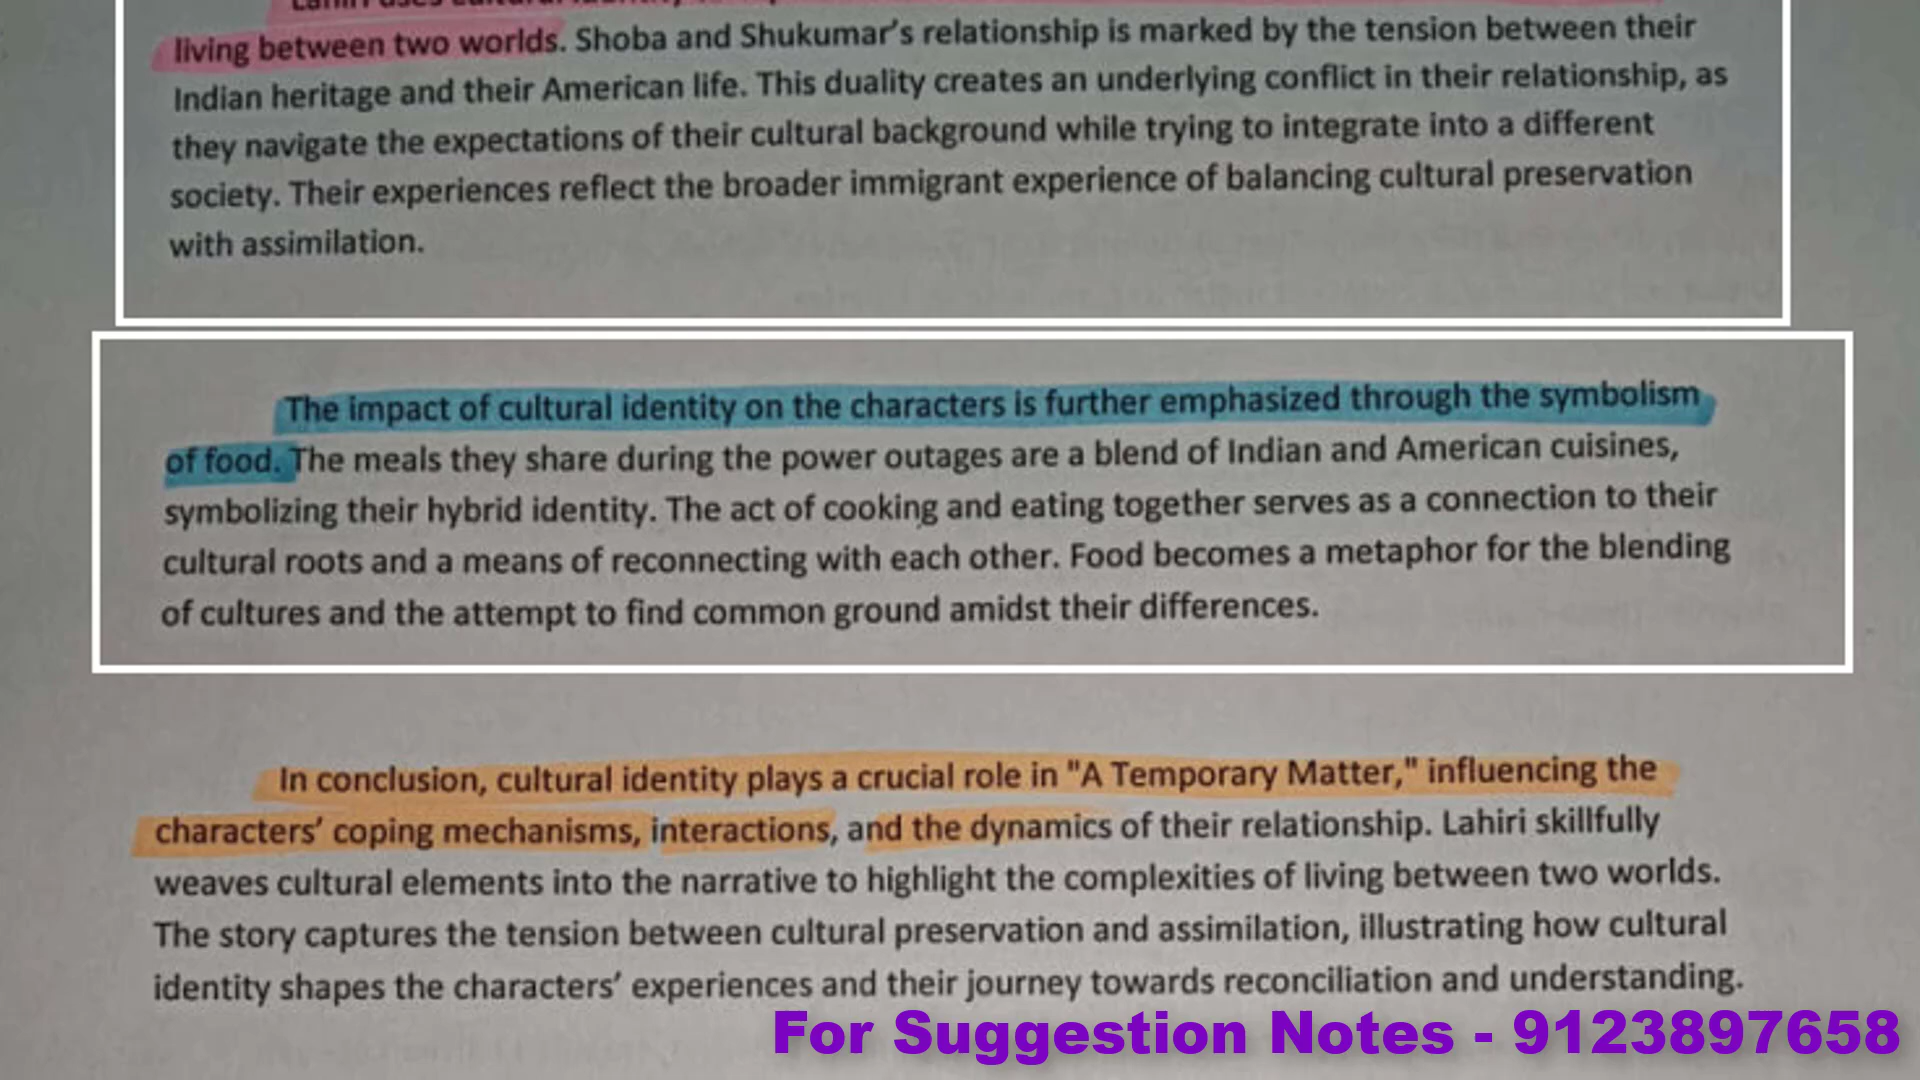 living between two worlds. Shoba and Shukumar's relationship is marked by the tension between their
Indian heritage and their American life. This duality creates an underlying conflict in their relationship, as
they navigate the expectations of their cultural background while trying to integrate into a different
society. Their experiences reflect the broader immigrant experience of balancing cultural preservation
with assimilation.
The impact of cultural identity on the characters is further emphasized through the symbolism
of food. The meals they share during the power outages are a blend of Indian and American cuisines,
symbolizing their hybrid identity. The act of cooking and eating together serves as a connection to their
cultural roots and a means of reconnecting with each other. Food becomes a metaphor for the blending
of cultures and the attempt to find common ground amidst their differences.
In conclusion, cultural identity plays a crucial role in "A Temporary Matter," influencing the
characters' coping mechanisms, interactions, and the dynamics of their relationship. Lahiri skillfully
weaves cultural elements into the narrative to highlight the complexities of living between two worlds.
The story captures the tension between cultural preservation and assimilation, illustrating how cultural
identity shapes the characters' experiences and their journey towards reconciliation and understanding.
For Suggestion Notes - 9123897658